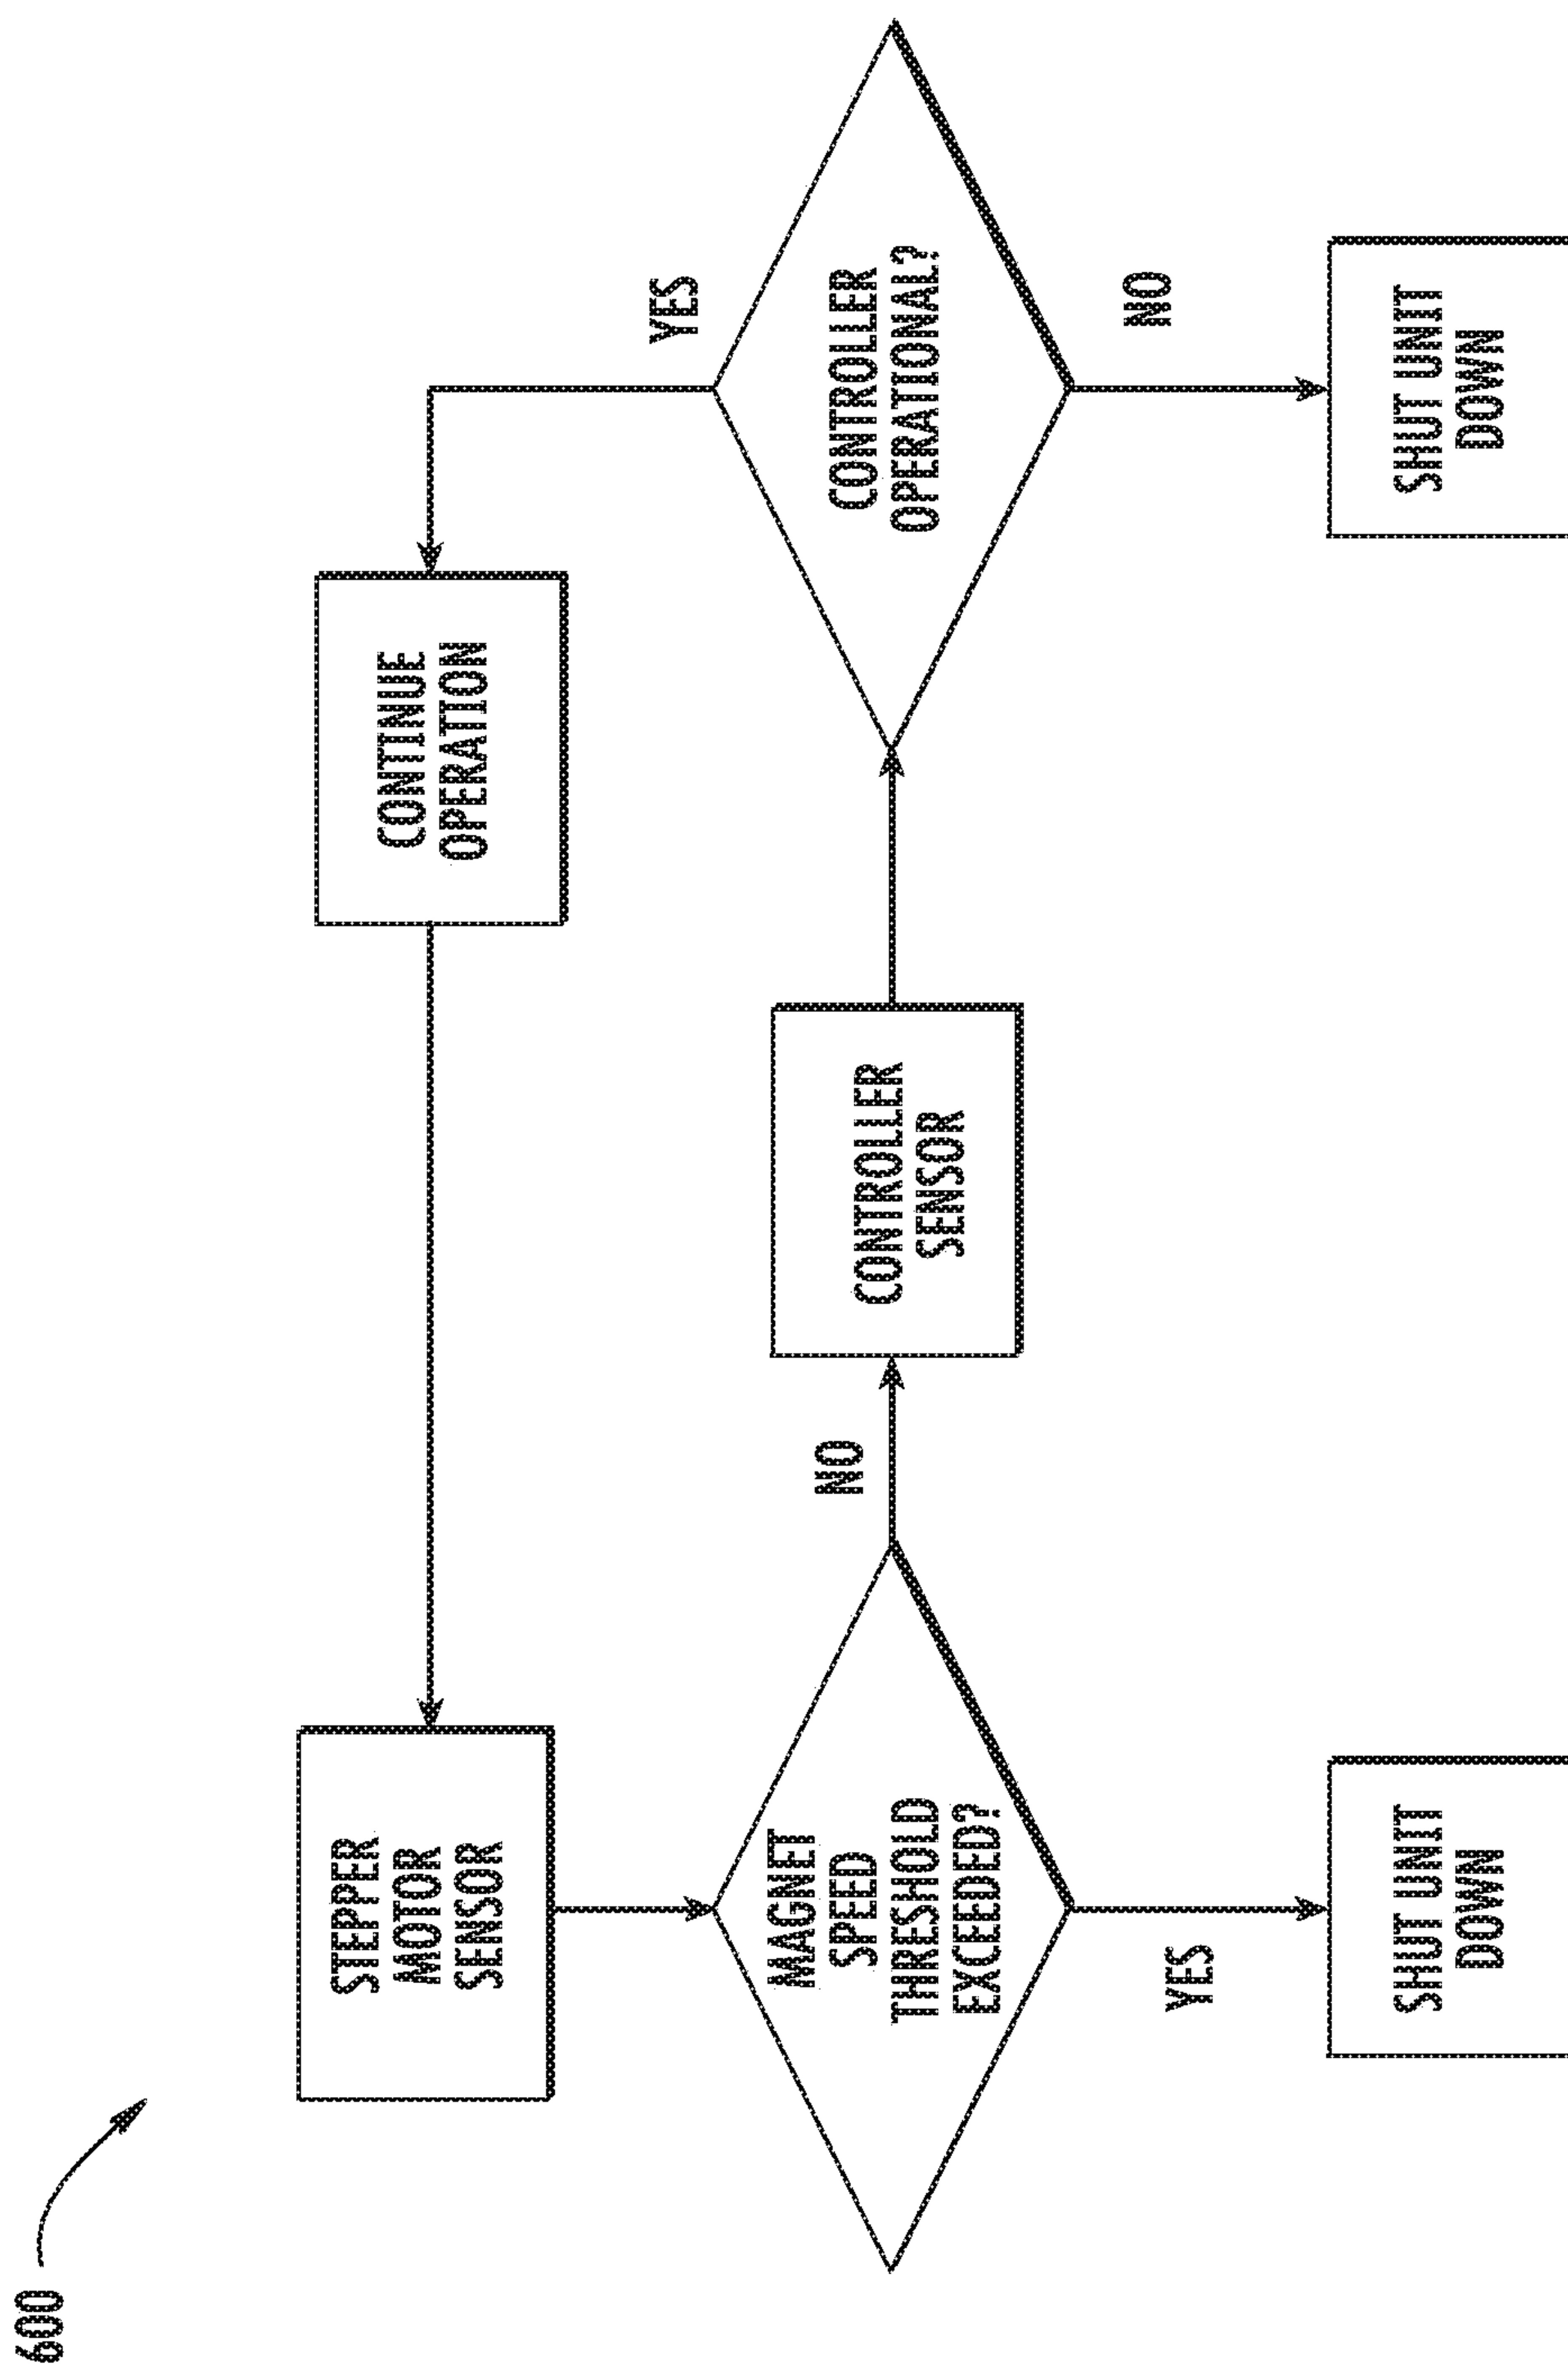 600
STEPPER
MOTOR
SENSOR
CONTINUE
OPERATION
YES
MAGNET
SPEED
THRESHOLD
EXCEEDED?
NO
CONTROLLER
SENSOR
CONTROLLER
OPERATIONAL?
YES
NO
SHUT UNIT
DOWN
SHUT UNIT
DOWN